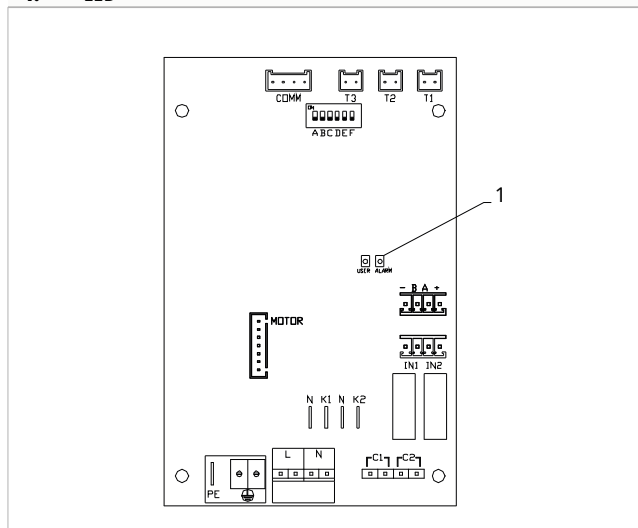 COMM T3 T2 T1
ON
ABCDEF
1
USER ALARM
- B A +
MOTOR
IN1 IN2
N K1 N K2
L N
C1 C2
PE